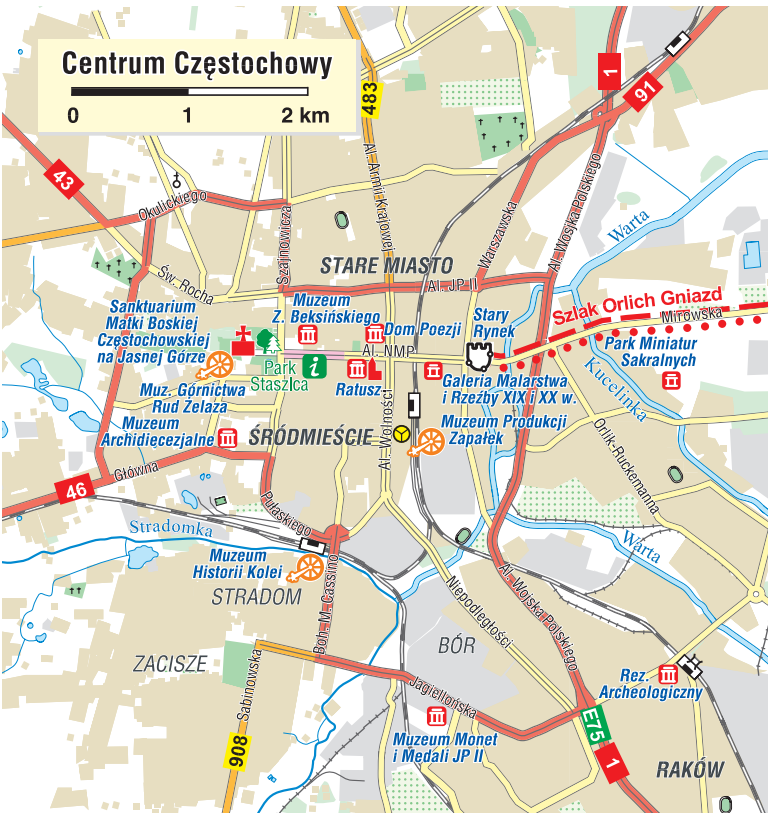 Centrum Częstochowy
0 1 2 km
483
1
91
43
Okulickiego
Szajnowicza
Al. Armii Krajowej
Warszawska
Al. Wosjka Polskiego
Warta
STARE MIASTO
Św. Rocha
Al. JP II
Sanktuarium
Matki Boskiej
Częstochowskiej
na Jasnej Górze
Muzeum
Z. Beksińskiego
Dom Poezji
Stary
Rynek
Szlak Orlich Gniazd
Mirowska
Park Miniatur
Sakralnych
Al. NMP
Park
Staszica
i
Ratusz
Galeria Malarstwa
i Rzeźby XIX i XX w.
Kucelinka
Muz. Górnictwa
Rud Żelaza
Muzeum
Archidiecezjalne
ŚRÓDMIEŚCIE
Al. Wolności
Muzeum Produkcji
Zapałek
Orlik-Ruckemanna
Główna
46
Pułaskiego
Stradomka
Muzeum
Historii Kolei
STRADOM
Boh. M. Cassino
Niepodległości
Al. Wojska Polskiego
Warta
BÓR
ZACISZE
Sabinowska
908
Jagiellońska
Rez.
Archeologiczny
Muzeum Monet
i Medali JP II
E75
1
RAKÓW